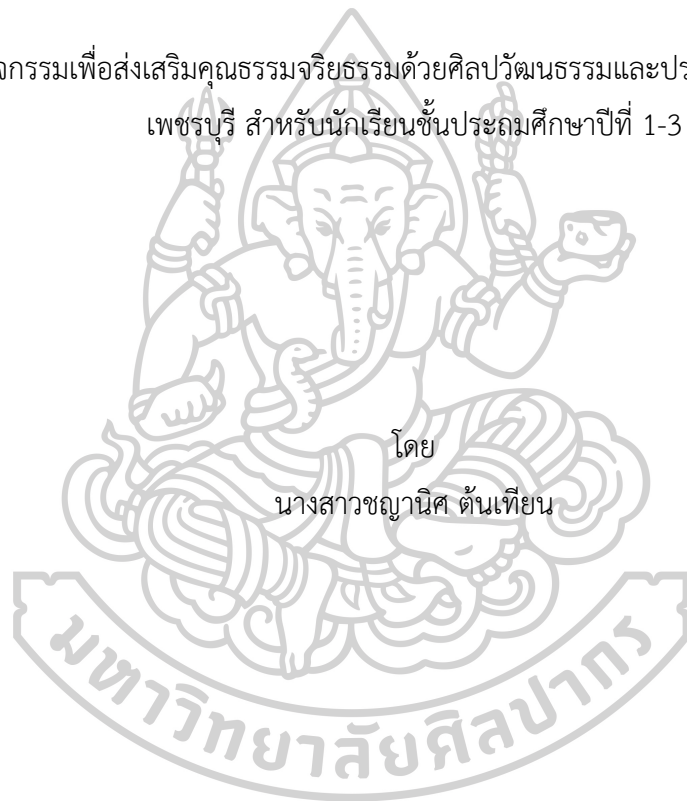 จกรรมเพื่อส่งเสริมคุณธรรมจริยธรรมด้วยศิลปวัฒนธรรมและประ
เพชรบุรี สำหรับนักเรียนชั้นประถมศึกษาปีที่ 1-3
โดย
นางสาวชญานิศ ต้นเทียน
มหาวิทยาลัยศิลปากร